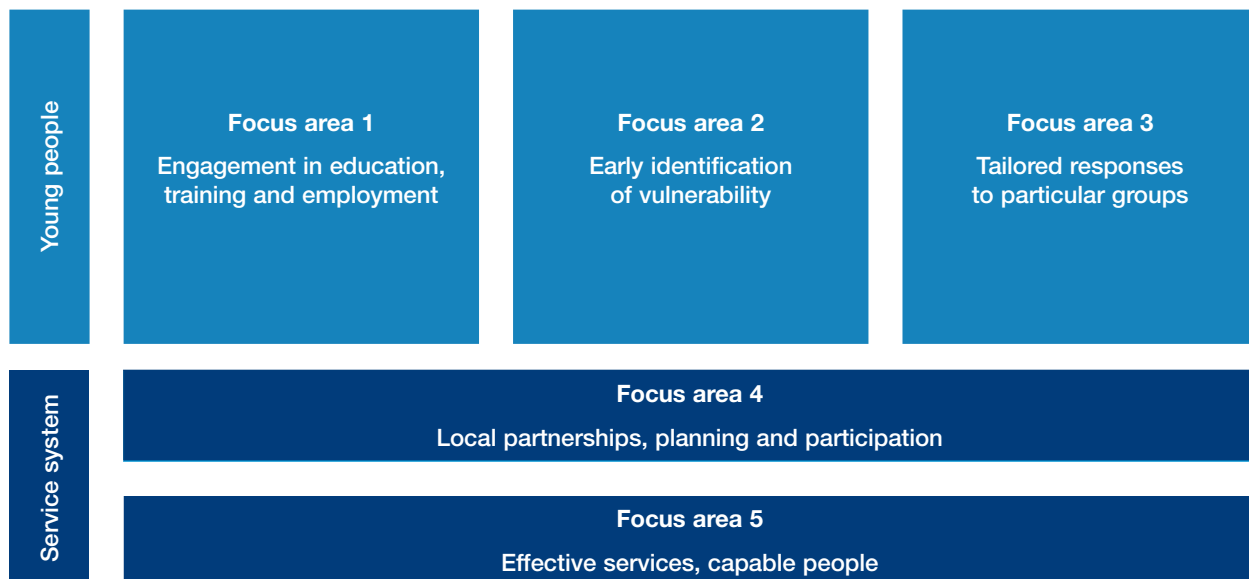 Young people
Focus area 1
Engagement in education,
training and employment
Focus area 2
Early identification
of vulnerability
Focus area 3
Tailored responses
to particular groups
Service system
Focus area 4
Local partnerships, planning and participation
Focus area 5
Effective services, capable people